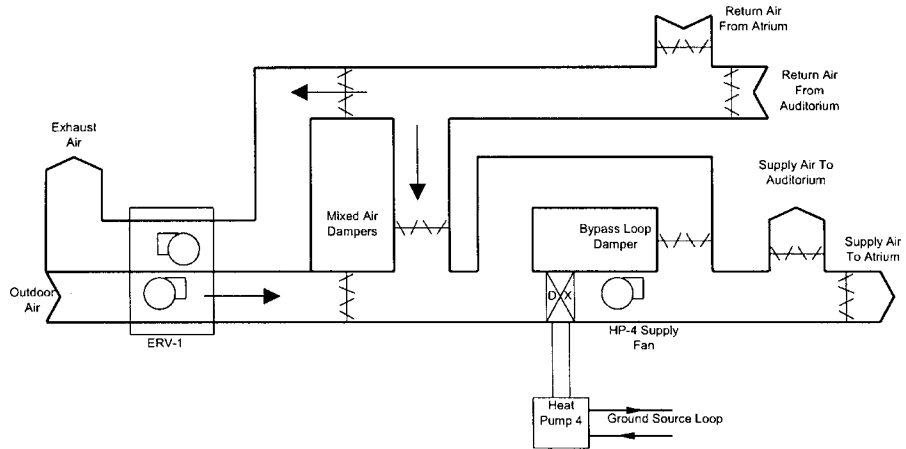 Return Air
From Atrium
Return Air
From
Auditorium
Exhaust
Air
Supply Air To
Auditorium
Mixed Air
Dampers
Bypass Loop
Damper
Supply Air
To Atrium
Outdoor
Air
D X
HP-4 Supply
Fan
ERV-1
Heat
Pump 4
Ground Source Loop